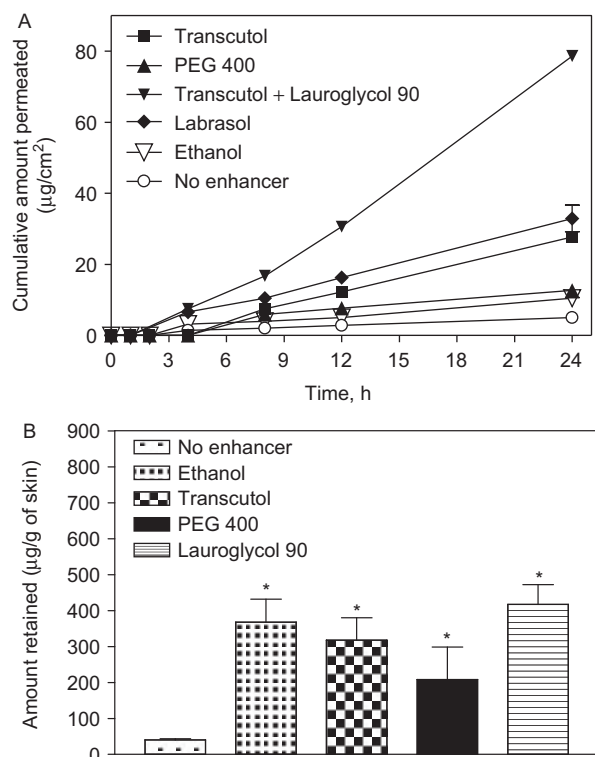 A
Cumulative amount permeated
(µg/cm²)
80
60
40
20
0
Transcutol
PEG 400
Transcutol + Lauroglycol 90
Labrasol
Ethanol
No enhancer
0 3 6 9 12 15 18 21 24
Time, h
B
Amount retained (µg/g of skin)
900
800
700
600
500
400
300
200
100
0
No enhancer
Ethanol
Transcutol
PEG 400
Lauroglycol 90
* * * *